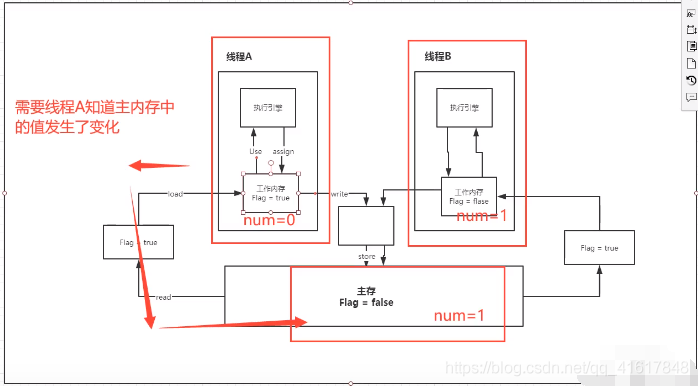 线程A
线程B
需要线程A知道主内存中
的值发生了变化
执行引擎
执行引擎
Use
assign
工作内存
Flag = true
num=0
工作内存
Flag = flase
num=1
load
write
Flag = true
store
Flag = true
read
主存
Flag = false
num=1
https://blog.csdn.net/qq_41617848